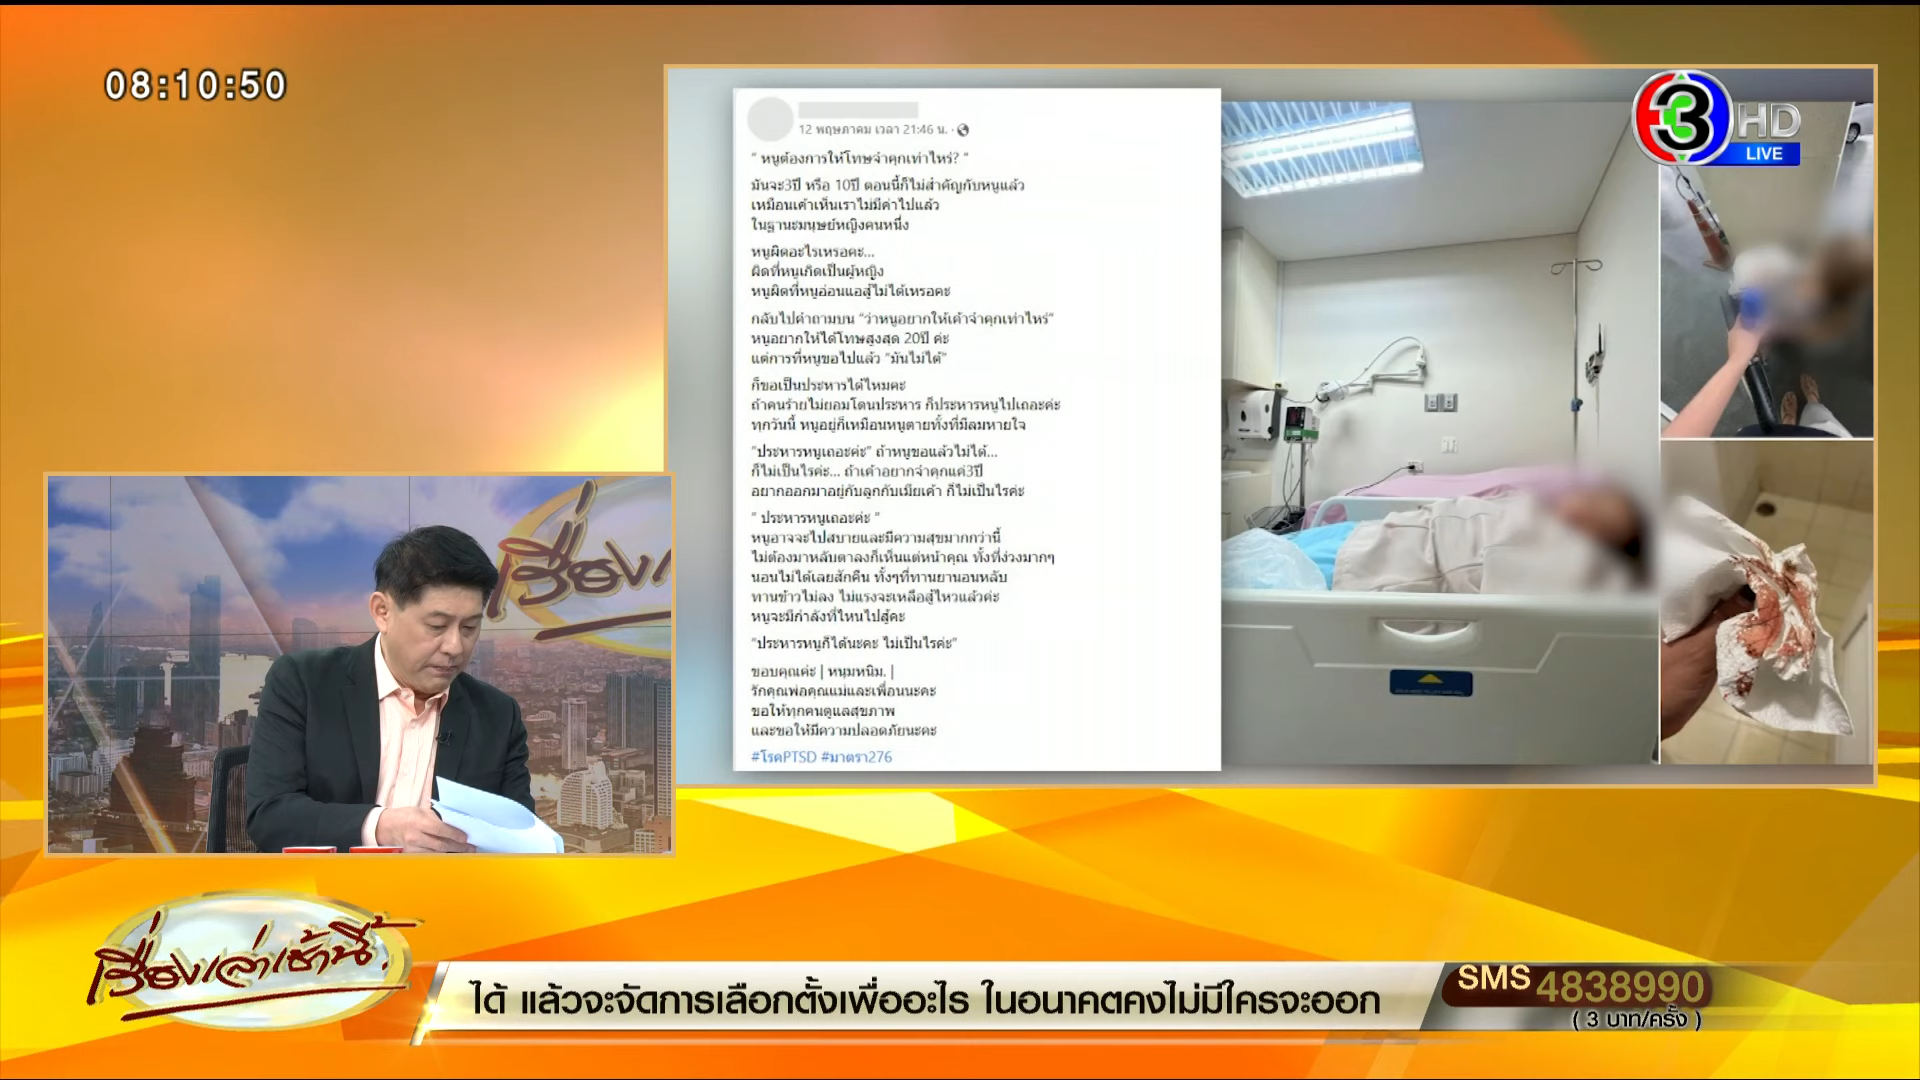 08:10:50
3 HD
LIVE
12 พฤษภาคม เวลา 21:46 น. ·
" หนูต้องการให้โทษจำคุกเท่าไหร่? "
มันจะ3ปี หรือ 10ปี ตอนนี้ก็ไม่สำคัญกับหนูแล้ว
เหมือนเค้าเห็นเราไม่มีค่าไปแล้ว
ในฐานะมนุษย์หญิงคนหนึ่ง
หนูผิดอะไรเหรอคะ...
ผิดที่หนูเกิดเป็นผู้หญิง
หนูผิดที่หนูอ่อนแอสู้ไม่ได้เหรอคะ
กลับไปคำถามบน "ว่าหนูอยากให้เค้าจำคุกเท่าไหร่"
หนูอยากให้ได้โทษสูงสุด 20ปี ค่ะ
แต่การที่หนูขอไปแล้ว "มันไม่ได้"
ก็ขอเป็นประหารได้ไหมคะ
ถ้าคนร้ายไม่ยอมโดนประหาร ก็ประหารหนูไปเถอะค่ะ
ทุกวันนี้ หนูอยู่ก็เหมือนหนูตายทั้งที่มีลมหายใจ
"ประหารหนูเถอะค่ะ" ถ้าหนูขอแล้วไม่ได้...
ก็ไม่เป็นไรค่ะ... ถ้าเค้าอยากจำคุกแค่3ปี
อยากออกมาอยู่กับลูกกับเมียเค้า ก็ไม่เป็นไรค่ะ
" ประหารหนูเถอะค่ะ "
หนูอาจจะไปสบายและมีความสุขมากกว่านี้
ไม่ต้องมาหลับตาลงก็เห็นแต่หน้าคุณ ทั้งที่ง่วงมากๆ
นอนไม่ได้เลยสักคืน ทั้งๆที่ทานยานอนหลับ
ทานข้าวไม่ลง ไม่แรงจะเหลือสู้ไหวแล้วค่ะ
หนูจะมีกำลังที่ไหนไปสู้คะ
"ประหารหนูก็ได้นะคะ ไม่เป็นไรค่ะ"
ขอบคุณค่ะ | หนุมหนิม. |
รักคุณพ่อคุณแม่และเพื่อนนะคะ
ขอให้ทุกคนดูแลสุขภาพ
และขอให้มีความปลอดภัยนะคะ
#โรคPTSD #มาตรา276
เรื่องเล่าเช้านี้
ได้ แล้วจะจัดการเลือกตั้งเพื่ออะไร ในอนาคตคงไม่มีใครจะออก
SMS 4838990
( 3 บาท/ครั้ง )